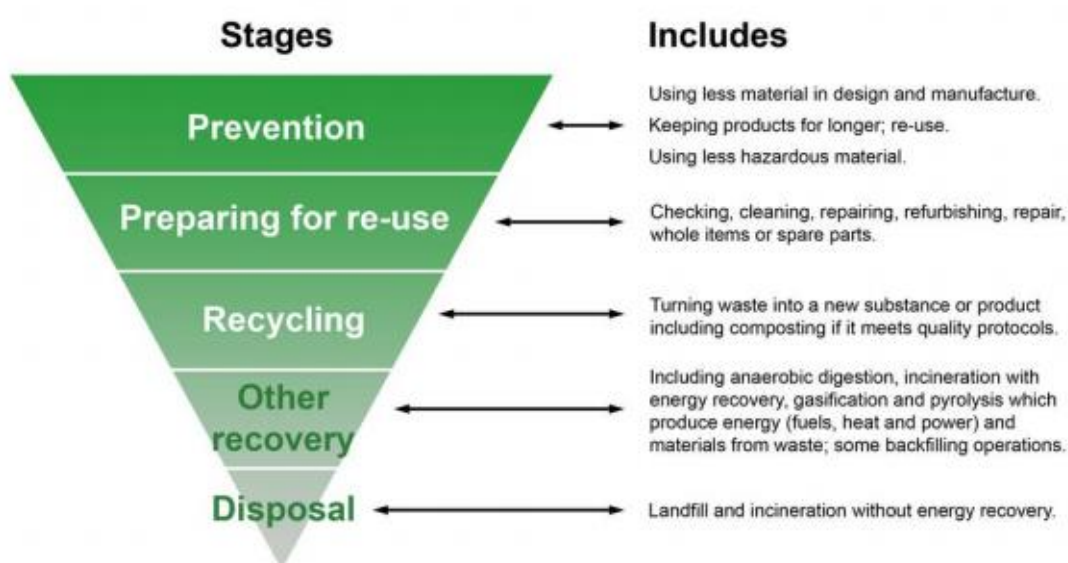 Stages
Includes
Prevention
Using less material in design and manufacture.
Keeping products for longer; re-use.
Using less hazardous material.
Preparing for re-use
Checking, cleaning, repairing, refurbishing, repair,
whole items or spare parts.
Recycling
Turning waste into a new substance or product
including composting if it meets quality protocols.
Other
recovery
Including anaerobic digestion, incineration with
energy recovery, gasification and pyrolysis which
produce energy (fuels, heat and power) and
materials from waste; some backfilling operations.
Disposal
Landfill and incineration without energy recovery.